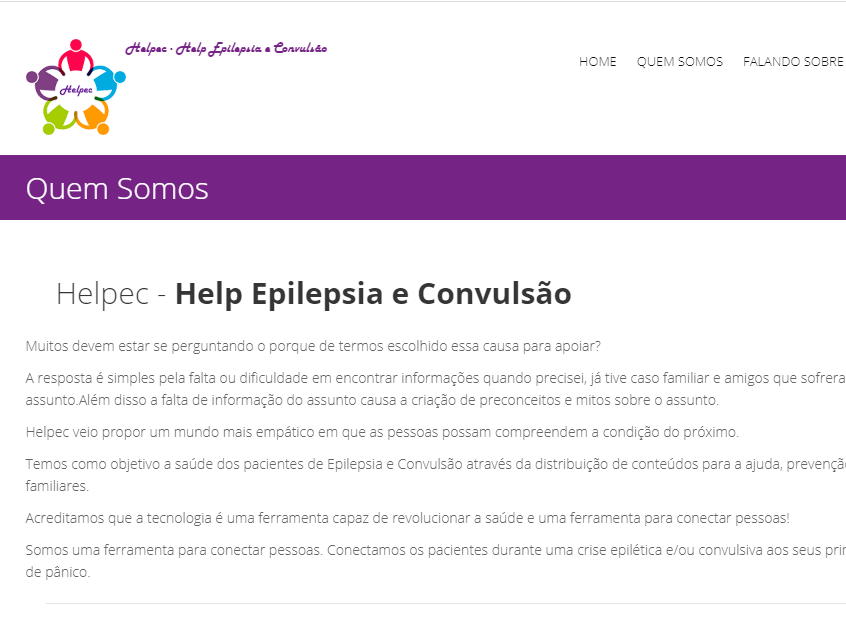 Helpec - Help Epilepsia e Convulsão
Helpec
HOME QUEM SOMOS FALANDO SOBRE
Quem Somos
Helpec - Help Epilepsia e Convulsão
Muitos devem estar se perguntando o porque de termos escolhido essa causa para apoiar?
A resposta é simples pela falta ou dificuldade em encontrar informações quando precisei, já tive caso familiar e amigos que sofrera
assunto.Além disso a falta de informação do assunto causa a criação de preconceitos e mitos sobre o assunto.
Helpec veio propor um mundo mais empático em que as pessoas possam compreendem a condição do próximo.
Temos como objetivo a saúde dos pacientes de Epilepsia e Convulsão através da distribuição de conteúdos para a ajuda, prevençã
familiares.
Acreditamos que a tecnologia é uma ferramenta capaz de revolucionar a saúde e uma ferramenta para conectar pessoas!
Somos uma ferramenta para conectar pessoas. Conectamos os pacientes durante uma crise epilética e/ou convulsiva aos seus
de pânico.